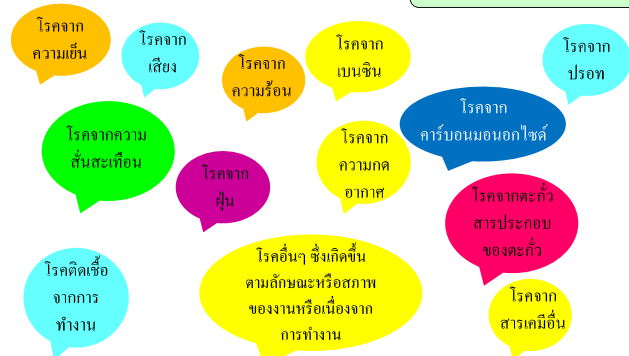 โรคจาก
ความเย็น
โรคจาก
เสียง
โรคจาก
ความร้อน
โรคจาก
เบนซิน
โรคจาก
ปรอท
โรคจากความ
สั่นสะเทือน
โรคจาก
ฝุ่น
โรคจาก
ความกด
อากาศ
โรคจาก
คาร์บอนมอนอกไซด์
โรคจากตะกั่ว
สารประกอบ
ของตะกั่ว
โรคติดเชื้อ
จากการ
ทำงาน
โรคอื่นๆ ซึ่งเกิดขึ้น
ตามลักษณะหรือสภาพ
ของงานหรือเนื่องจาก
การทำงาน
โรคจาก
สารเคมีอื่น